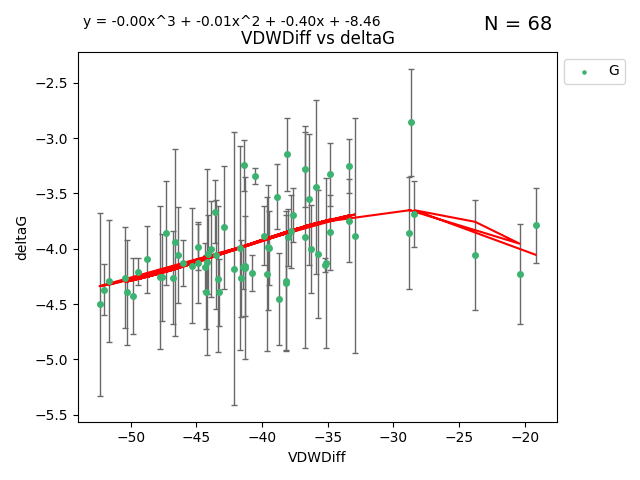 y = -0.00x^3 + -0.01x^2 + -0.40x + -8.46
N = 68
VDWDiff vs deltaG
G
−2.5
−3.0
−3.5
−4.0
−4.5
−5.0
−5.5
deltaG
−50
−45
−40
−35
−30
−25
−20
VDWDiff